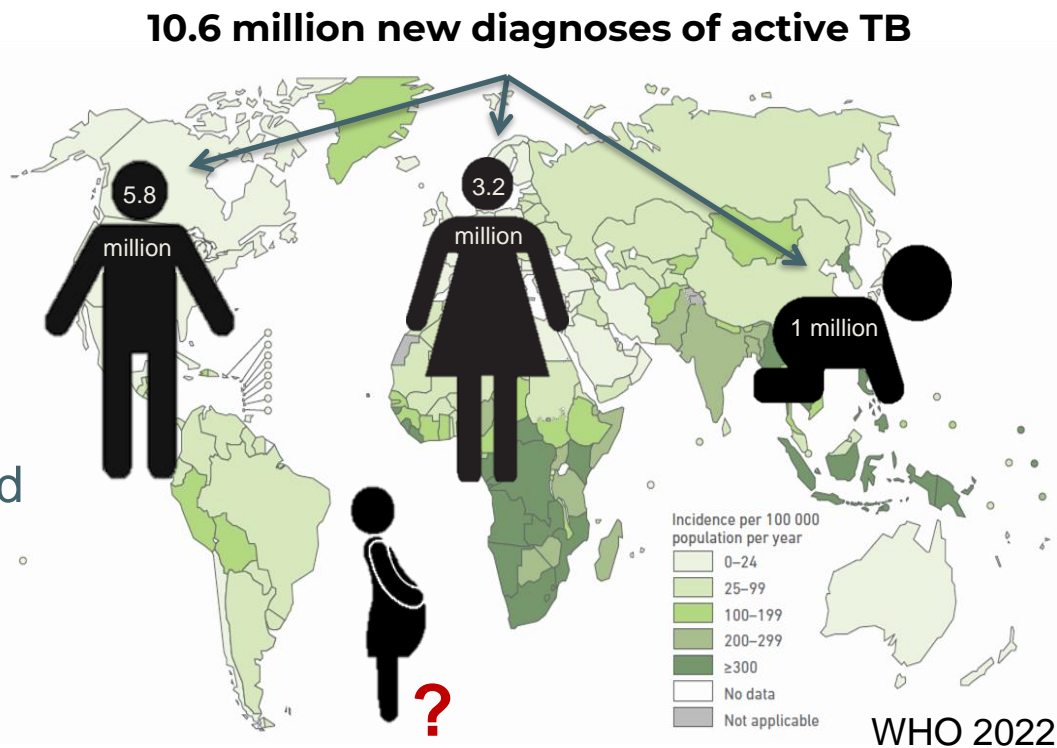 10.6 million new diagnoses of active TB
5.8
million
3.2
million
1 million
d
?
Incidence per 100 000
population per year
0–24
25–99
100–199
200–299
≥300
No data
Not applicable
WHO 2022